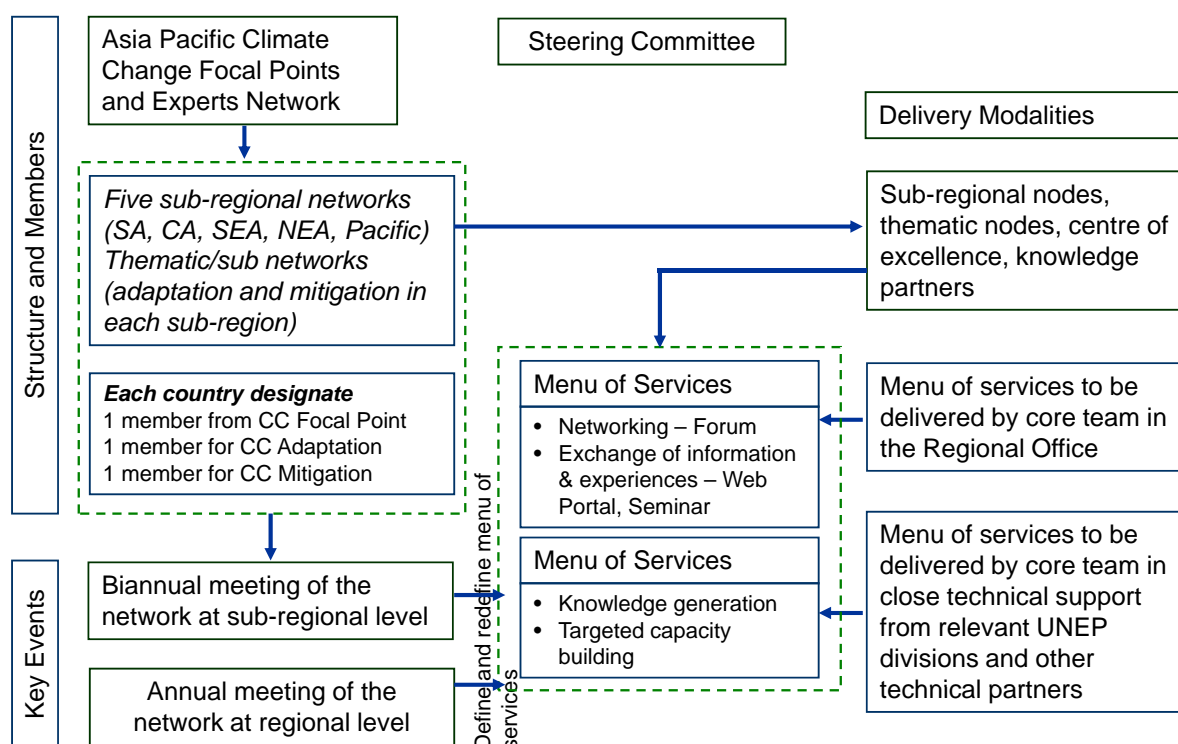 Structure and Members
Asia Pacific Climate
Change Focal Points
and Experts Network
Steering Committee
Delivery Modalities
Five sub-regional networks
(SA, CA, SEA, NEA, Pacific)
Thematic/sub networks
(adaptation and mitigation in
each sub-region)
Sub-regional nodes,
thematic nodes, centre of
excellence, knowledge
partners
Each country designate
1 member from CC Focal Point
1 member for CC Adaptation
1 member for CC Mitigation
Menu of Services
• Networking – Forum
• Exchange of information
& experiences – Web
Portal, Seminar
Menu of services to be
delivered by core team in
the Regional Office
Key Events
Biannual meeting of the
network at sub-regional level
Annual meeting of the
network at regional level
Define and redefine menu of
services
Menu of Services
• Knowledge generation
• Targeted capacity
building
Menu of services to be
delivered by core team in
close technical support
from relevant UNEP
divisions and other
technical partners